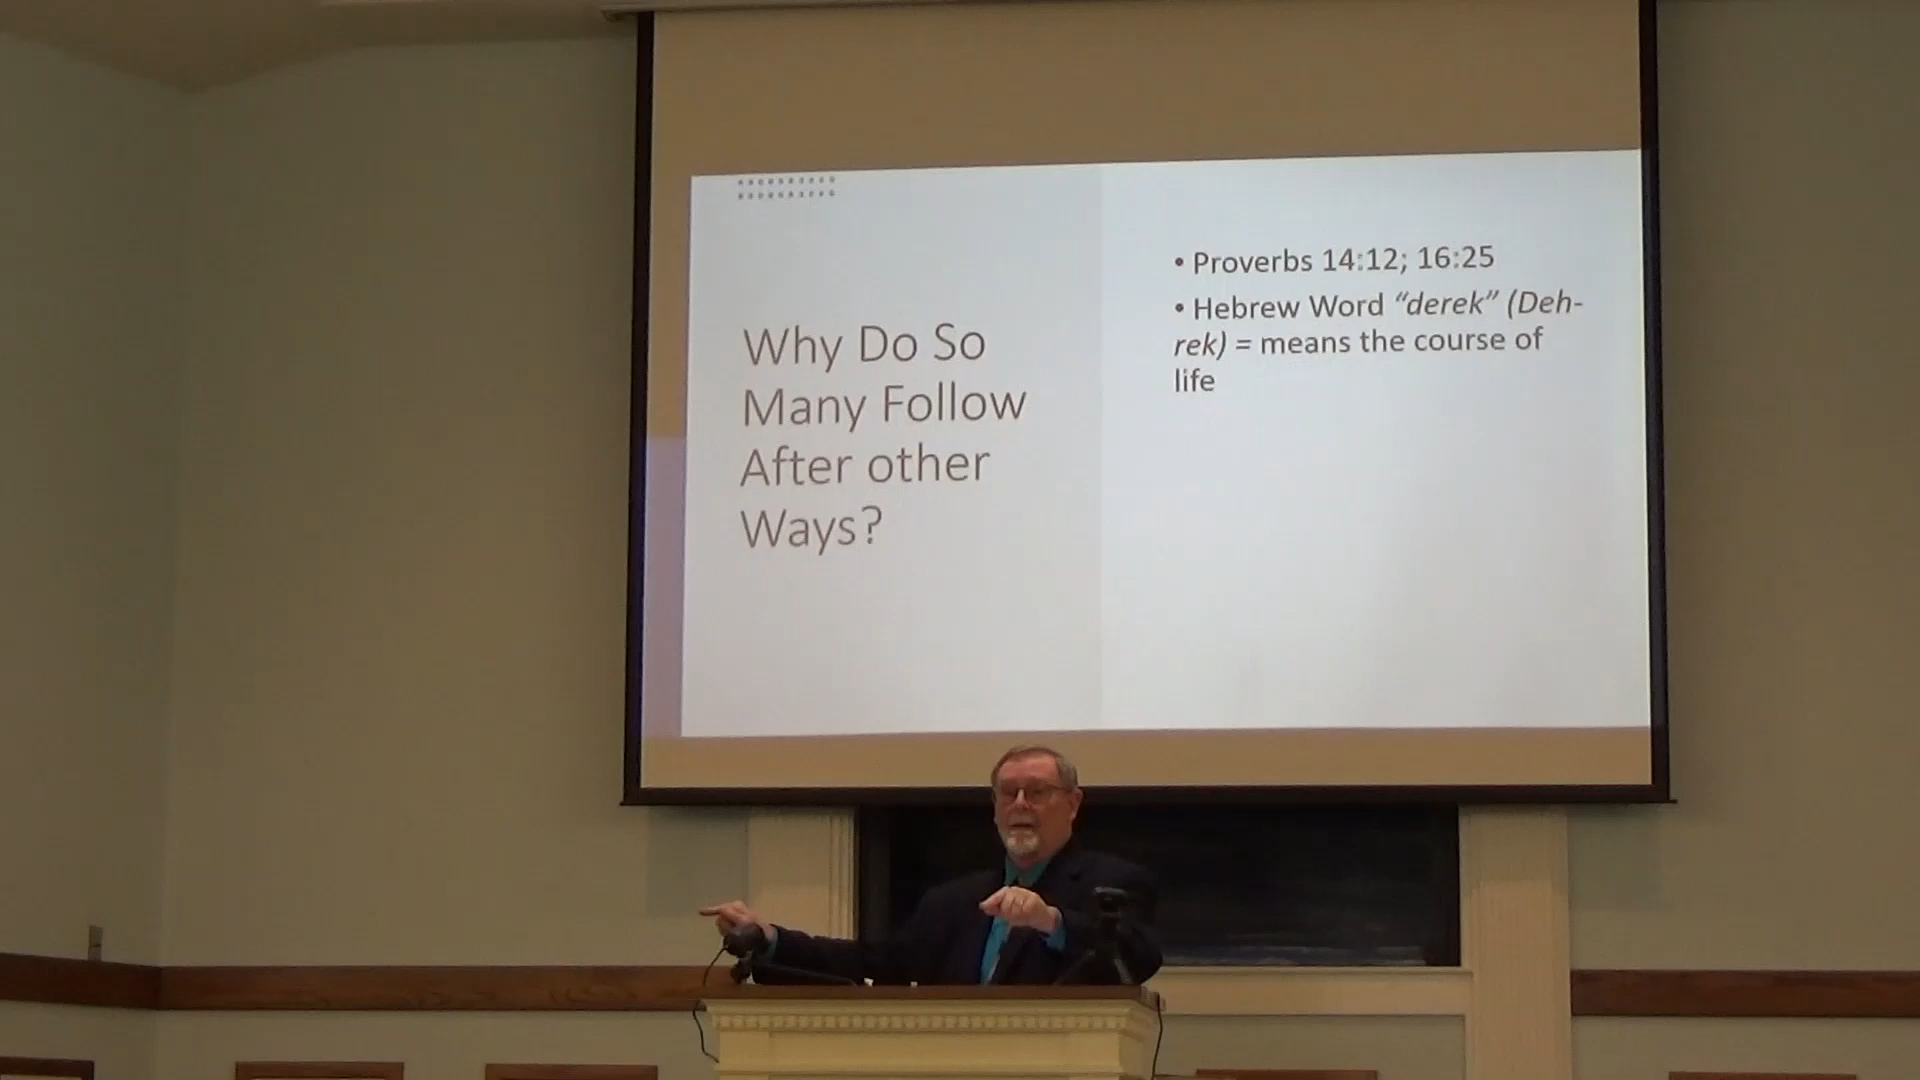 Why Do So
Many Follow
After other
Ways?
• Proverbs 14:12; 16:25
• Hebrew Word “derek” (Deh-
rek) = means the course of
life